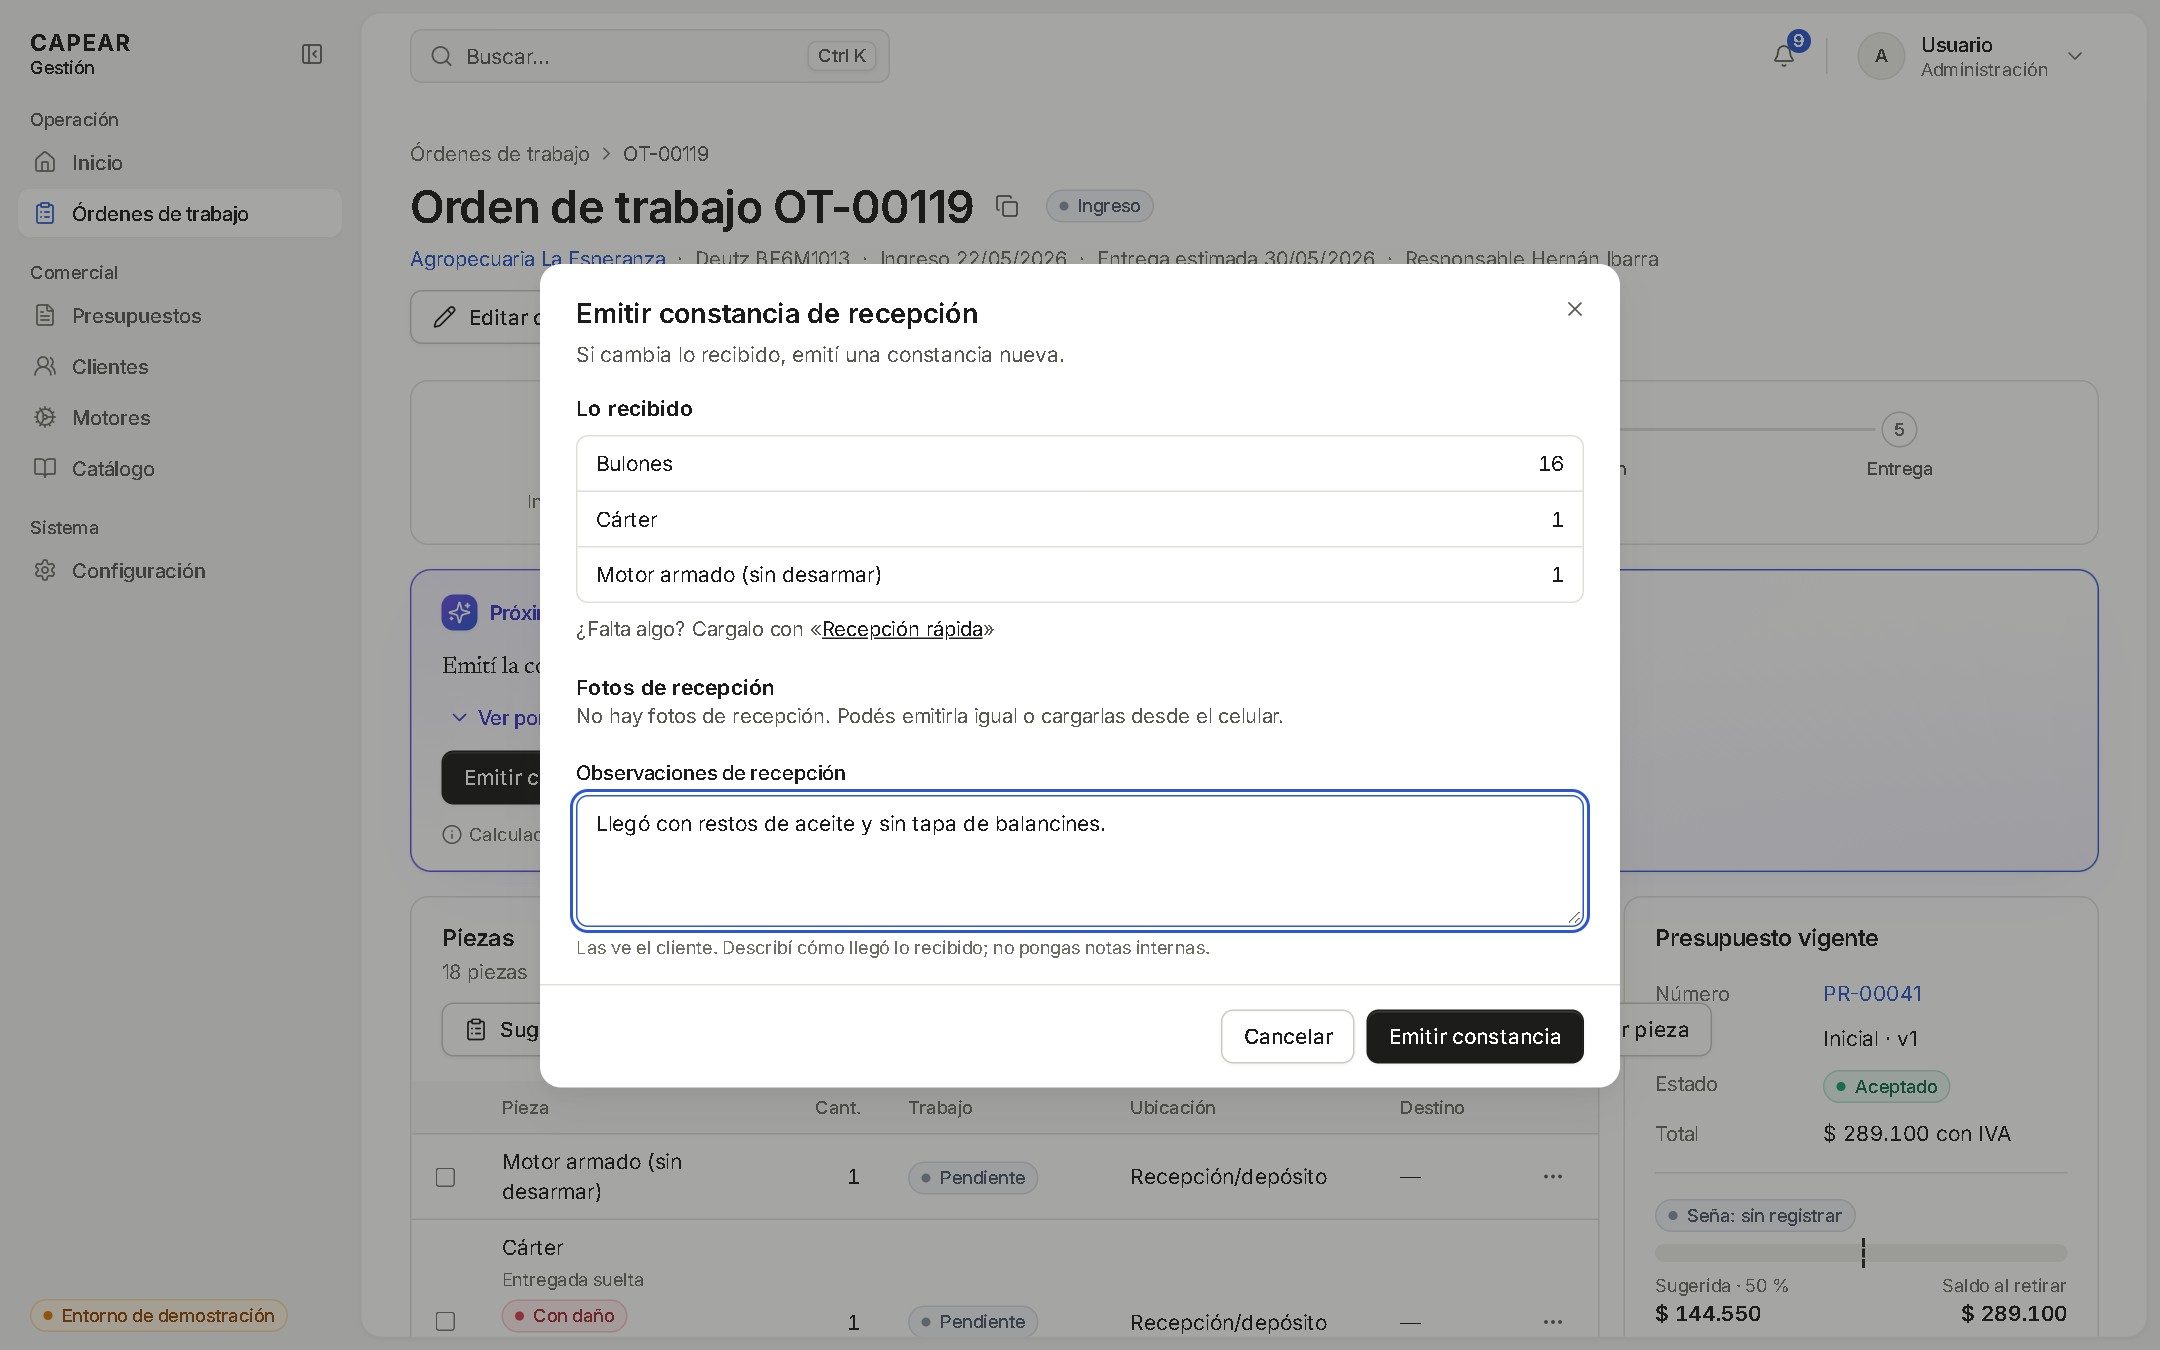 CAPEAR
Gestión
Operación
Inicio
Órdenes de trabajo
Comercial
Presupuestos
Clientes
Motores
Catálogo
Sistema
Configuración
Entorno de demostración
Buscar...
Ctrl K
9
A
Usuario
Administración
Órdenes de trabajo > OT-00119
Orden de trabajo OT-00119
Ingreso
Agropecuaria La Esperanza · Deutz BF6M1013 · Ingreso 22/05/2026 · Entrega estimada 30/05/2026 · Responsable Hernán Ibarra
Editar
5
Entrega
Emití la
Ver
Emitir
Emitir constancia de recepción
Si cambia lo recibido, emití una constancia nueva.
Lo recibido
Bulones 16
Cárter 1
Motor armado (sin desarmar) 1
¿Falta algo? Cargalo con «Recepción rápida»
Fotos de recepción
No hay fotos de recepción. Podés emitirla igual o cargarlas desde el celular.
Observaciones de recepción
Llegó con restos de aceite y sin tapa de balancines.
Las ve el cliente. Describí cómo llegó lo recibido; no pongas notas internas.
Cancelar
Emitir constancia
Piezas
18 piezas
pieza
Pieza Cant. Trabajo Ubicación Destino
Motor armado (sin
desarmar)
1 Pendiente Recepción/depósito —
Cárter
Entregada suelta
Con daño
1 Pendiente Recepción/depósito —
Presupuesto vigente
Número PR-00041
Inicial · v1
Estado Aceptado
Total $ 289.100 con IVA
Seña: sin registrar
Sugerida · 50 % Saldo al retirar
$ 144.550 $ 289.100